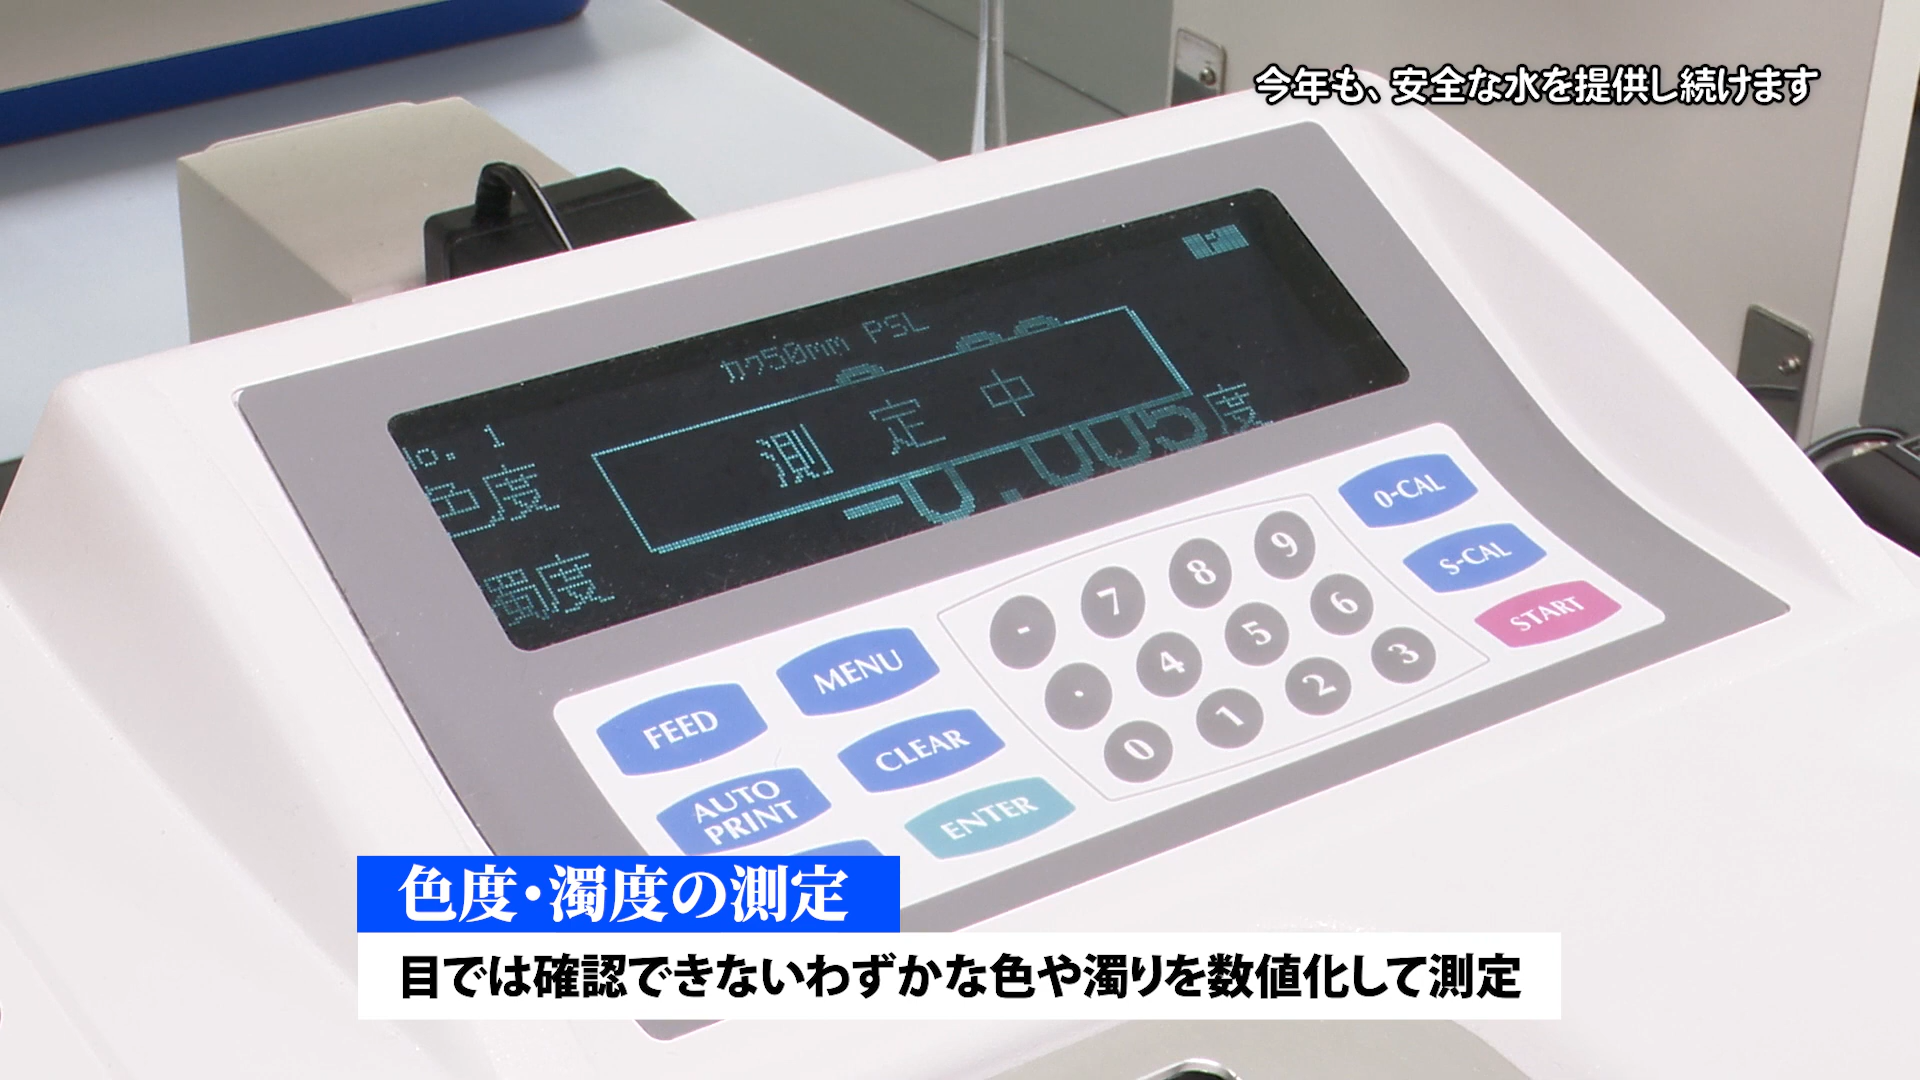 今年も、安全な水を提供し続けます
カク50mm PSL
測定中
No. 1
色度
-0.005度
濁度
0-CAL
S-CAL
START
- 7 8 9
. 4 5 6
0 1 2 3
FEED
MENU
AUTO PRINT
CLEAR
ENTER
色度・濁度の測定
目では確認できないわずかな色や濁りを数値化して測定